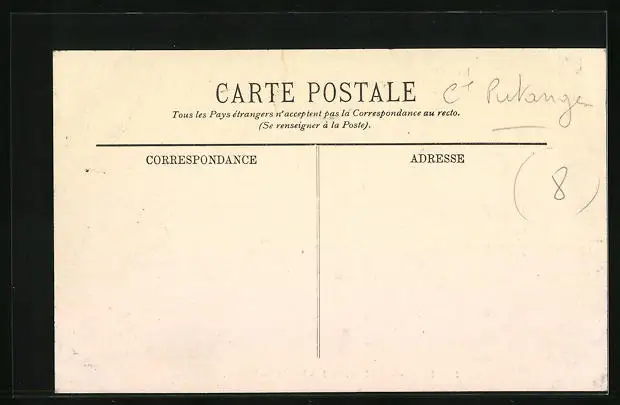 CARTE POSTALE
Ct Putange
Tous les Pays étrangers n'acceptent pas la Correspondance au recto.
(Se renseigner à la Poste).
CORRESPONDANCE
ADRESSE
(8)